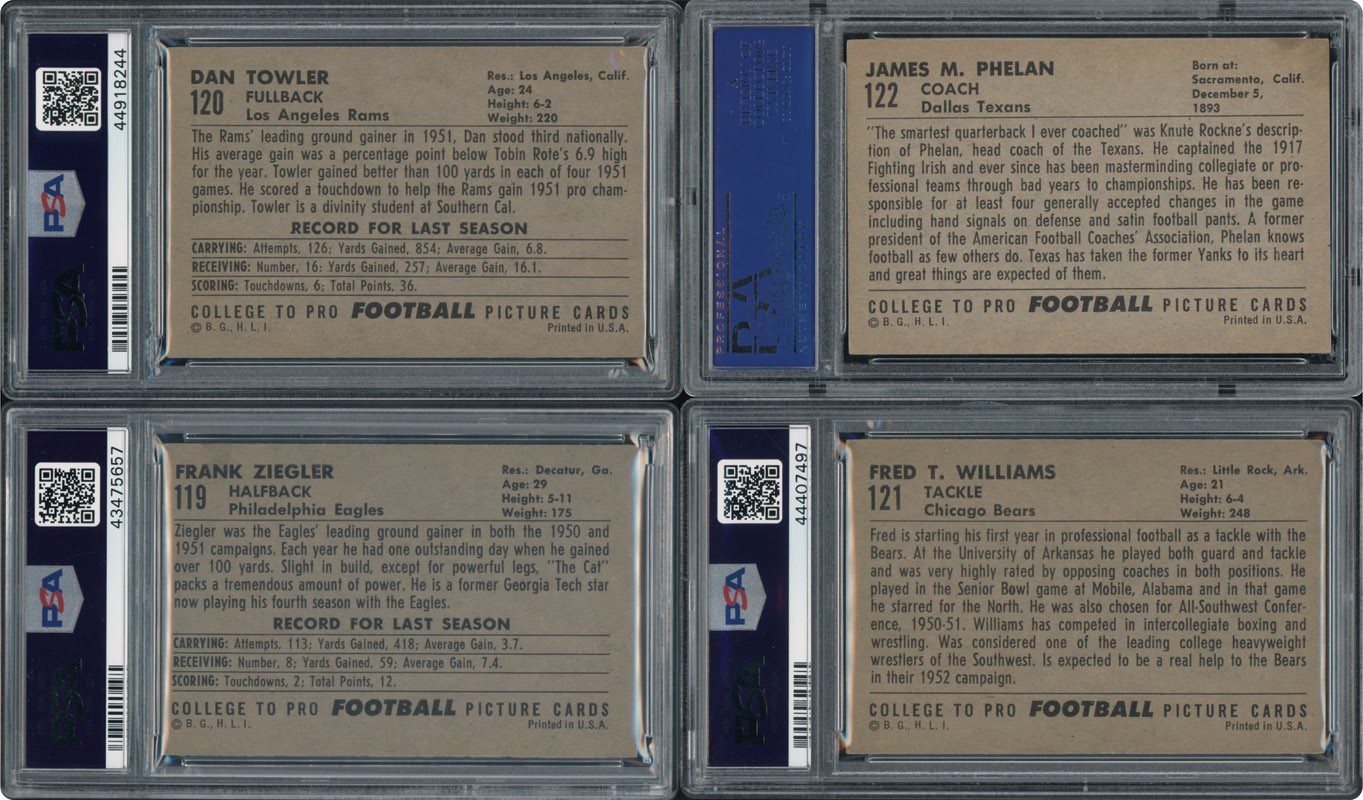 44918244
PSA
PSA
DAN TOWLER
120
FULLBACK
Los Angeles Rams
Res.: Los Angeles, Calif.
Age: 24
Height: 6-2
Weight: 220
The Rams' leading ground gainer in 1951, Dan stood third nationally.
His average gain was a percentage point below Tobin Rote's 6.9 high
for the year. Towler gained better than 100 yards in each of four 1951
games. He scored a touchdown to help the Rams gain 1951 pro cham-
pionship. Towler is a divinity student at Southern Cal.
RECORD FOR LAST SEASON
CARRYING: Attempts, 126; Yards Gained, 854; Average Gain, 6.8.
RECEIVING: Number, 16; Yards Gained, 257; Average Gain, 16.1.
SCORING: Touchdowns, 6; Total Points, 36.
COLLEGE TO PRO FOOTBALL PICTURE CARDS
© B. G., H. L. I.
Printed in U.S.A.
PROFESSIONAL
JAMES M. PHELAN
122
COACH
Dallas Texans
Born at:
Sacramento, Calif.
December 5,
1893
"The smartest quarterback I ever coached" was Knute Rockne's descrip-
tion of Phelan, head coach of the Texans. He captained the 1917
Fighting Irish and ever since has been masterminding collegiate or pro-
fessional teams through bad years to championships. He has been re-
sponsible for at least four generally accepted changes in the game
including hand signals on defense and satin football pants. A former
president of the American Football Coaches' Association, Phelan knows
football as few others do. Texas has taken the former Yanks to its heart
and great things are expected of them.
COLLEGE TO PRO FOOTBALL PICTURE CARDS
© B. G., H. L. I.
Printed in U.S.A.
43475657
PSA
PSA
FRANK ZIEGLER
119
HALFBACK
Philadelphia Eagles
Res.: Decatur, Ga.
Age: 29
Height: 5-11
Weight: 175
Ziegler was the Eagles' leading ground gainer in both the 1950 and
1951 campaigns. Each year he had one outstanding day when he gained
over 100 yards. Slight in build, except for powerful legs, "The Cat"
packs a tremendous amount of power. He is a former Georgia Tech star
now playing his fourth season with the Eagles.
RECORD FOR LAST SEASON
CARRYING: Attempts, 113; Yards Gained, 418; Average Gain, 3.7.
RECEIVING: Number, 8; Yards Gained, 59; Average Gain, 7.4.
SCORING: Touchdowns, 2; Total Points, 12.
COLLEGE TO PRO FOOTBALL PICTURE CARDS
© B. G., H. L. I.
Printed in U.S.A.
44407497
PSA
PSA
FRED T. WILLIAMS
121
TACKLE
Chicago Bears
Res.: Little Rock, Ark.
Age: 21
Height: 6-4
Weight: 248
Fred is starting his first year in professional football as a tackle with the
Bears. At the University of Arkansas he played both guard and tackle
and was very highly rated by opposing coaches in both positions. He
played in the Senior Bowl game at Mobile, Alabama and in that game
he starred for the North. He was also chosen for All-Southwest Confer-
ence, 1950-51. Williams has competed in intercollegiate boxing and
wrestling. Was considered one of the leading college heavyweight
wrestlers of the Southwest. Is expected to be a real help to the Bears
in their 1952 campaign.
COLLEGE TO PRO FOOTBALL PICTURE CARDS
© B. G., H. L. I.
Printed in U.S.A.